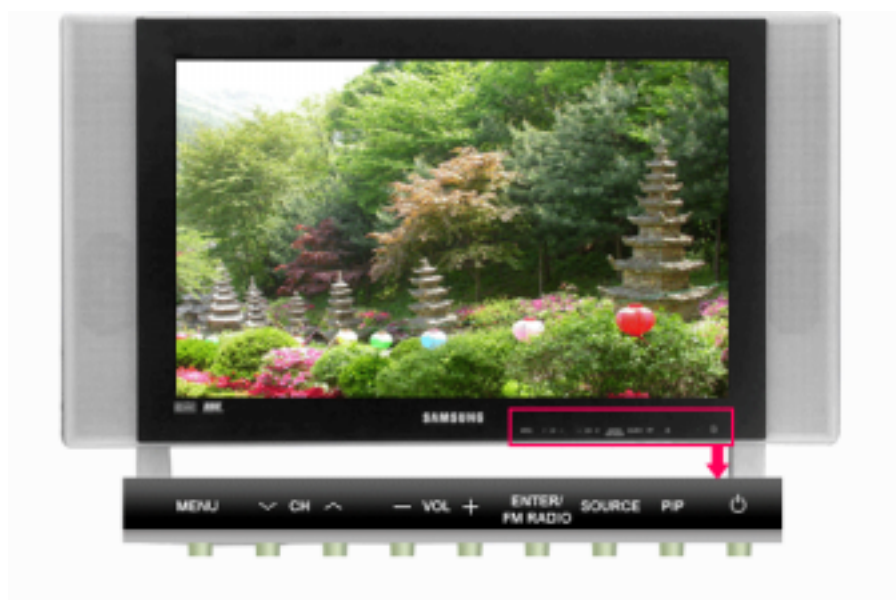 SAMSUNG
MENU
CH
VOL
ENTER/
FM RADIO
SOURCE
PIP